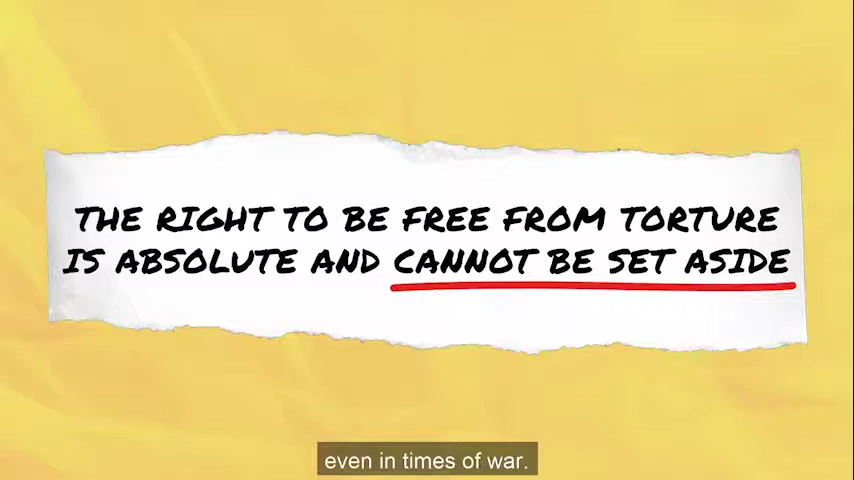 THE RIGHT TO BE FREE FROM TORTURE
IS ABSOLUTE AND CANNOT BE SET ASIDE
even in times of war.